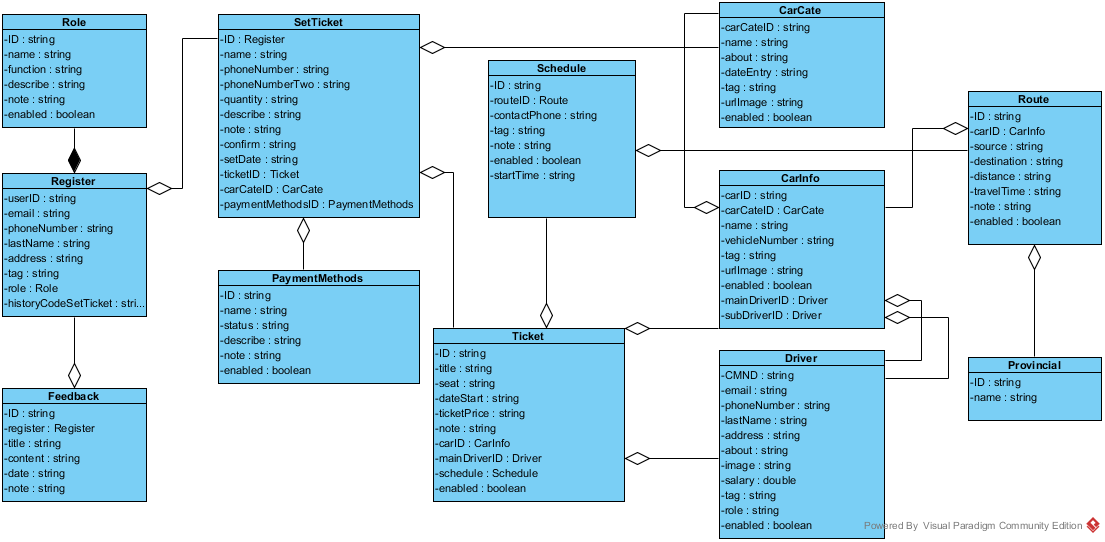 Role
-ID : string
-name : string
-function : string
-describe : string
-note : string
-enabled : boolean
Register
-userID : string
-email : string
-phoneNumber : string
-lastName : string
-address : string
-tag : string
-role : Role
-historyCodeSetTicket : stri...
Feedback
-ID : string
-register : Register
-title : string
-content : string
-date : string
-note : string
SetTicket
-ID : Register
-name : string
-phoneNumber : string
-phoneNumberTwo : string
-quantity : string
-describe : string
-note : string
-confirm : string
-setDate : string
-ticketID : Ticket
-carCateID : CarCate
-paymentMethodsID : PaymentMethods
PaymentMethods
-ID : string
-name : string
-status : string
-describe : string
-note : string
-enabled : boolean
Schedule
-ID : string
-routeID : Route
-contactPhone : string
-tag : string
-note : string
-enabled : boolean
-startTime : string
Ticket
-ID : string
-title : string
-seat : string
-dateStart : string
-ticketPrice : string
-note : string
-carID : CarInfo
-mainDriverID : Driver
-schedule : Schedule
-enabled : boolean
CarCate
-carCateID : string
-name : string
-about : string
-dateEntry : string
-tag : string
-urlImage : string
-enabled : boolean
CarInfo
-carID : string
-carCateID : CarCate
-name : string
-vehicleNumber : string
-tag : string
-urlImage : string
-enabled : boolean
-mainDriverID : Driver
-subDriverID : Driver
Driver
-CMND : string
-email : string
-phoneNumber : string
-lastName : string
-address : string
-about : string
-image : string
-salary : double
-tag : string
-role : string
-enabled : boolean
Route
-ID : string
-carID : CarInfo
-source : string
-destination : string
-distance : string
-travelTime : string
-note : string
-enabled : boolean
Provincial
-ID : string
-name : string
Powered By Visual Paradigm Community Edition